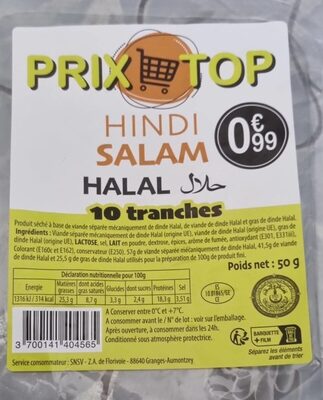 PRIX TOP
HINDI
SALAM
0€99
HALAL حلال
10 tranches
Produit séché à base de viande séparée mécaniquement de dinde Halal, de viande de dinde Halal et gras de dinde Halal.
Ingrédients : Viande séparée mécaniquement de dinde Halal (origine UE), viande de dinde Halal (origine UE), gras de
dinde Halal (origine UE), LACTOSE, sel, LAIT en poudre, dextrose, épices, arôme de fumée, antioxydant (E301, E331iii),
Colorant (E160c et E162), conservateur (E250). 57g de viande séparée mécaniquement de dinde Halal, 41,5g de viande
de dinde Halal et 25,5 g de gras de dinde Halal utilisés pour la préparation de 100g de produit fini.
Poids net : 50 g
Déclaration nutritionnelle pour 100g
Energie Matières grasses dont acides gras saturés Glucides dont sucres Protéines Sel
1316 kJ / 314 kcal 25,3 g 8,7 g 3,3 g 2,4 g 18,3 g 3,51 g
A Conserver entre 0°C et +7°C.
A consommer avant le / N° de lot : voir sur l'emballage.
Après ouverture, à consommer dans les 24h.
Conditionné sous atmosphère protectrice.
3 700141 404565
ES
CE
BARQUETTE
+ FILM
Séparez les éléments
avant de trier
Service consommateur : SNSV - Z.A. de Florivoie - 88640 Granges-Aumontzey